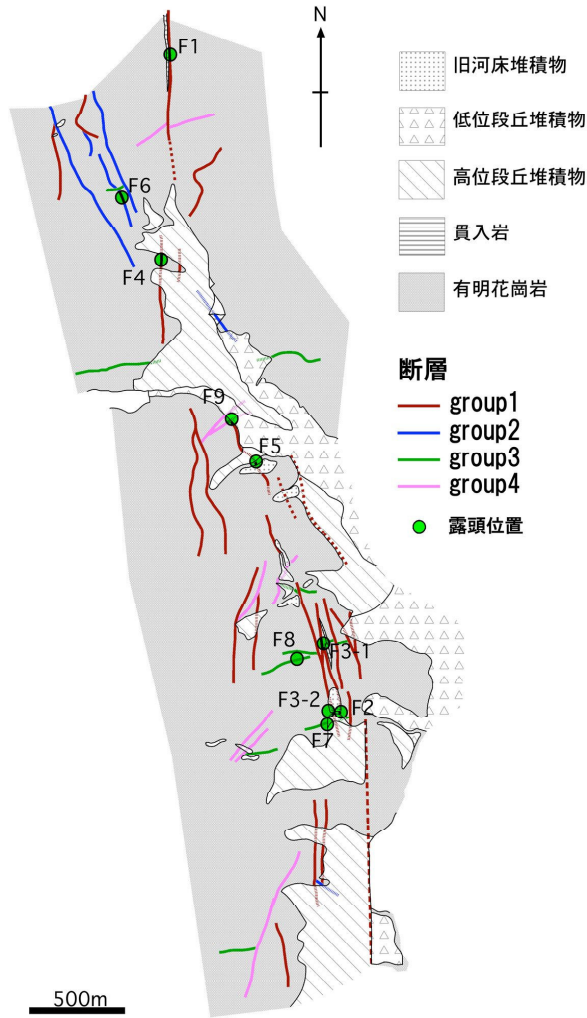 N
F1
F6
F4
F9
F5
F8
F3-1
F3-2
F2
F7
500m
旧河床堆積物
低位段丘堆積物
高位段丘堆積物
貫入岩
有明花崗岩
断層
group1
group2
group3
group4
露頭位置